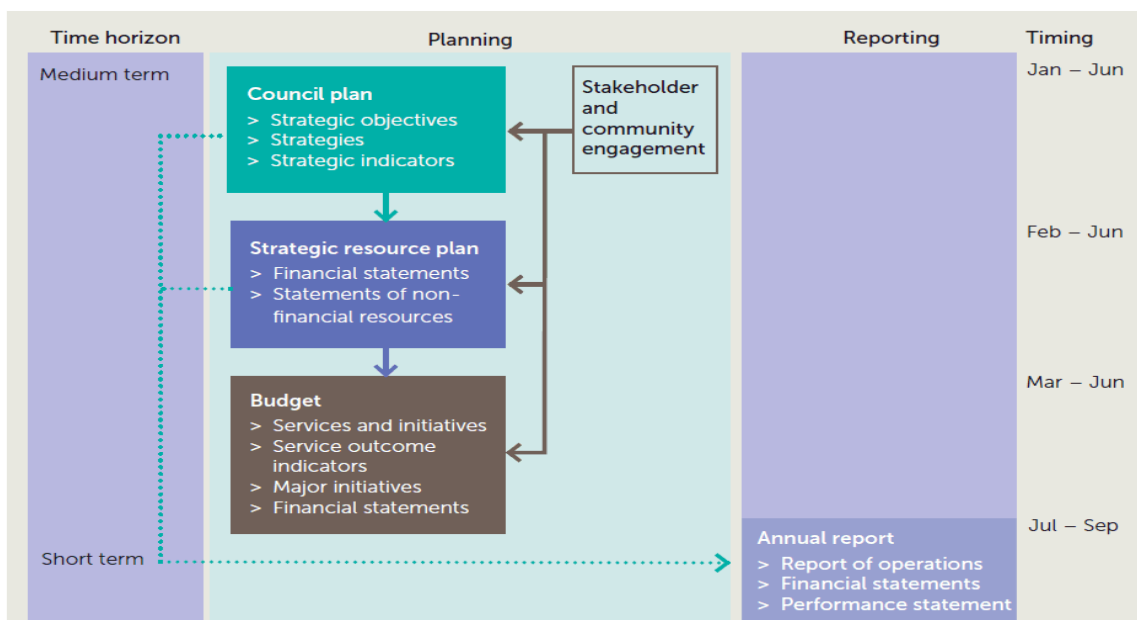 Time horizon
Planning
Reporting
Timing
Medium term
Council plan
> Strategic objectives
> Strategies
> Strategic indicators
Stakeholder
and
community
engagement
Jan – Jun
Strategic resource plan
> Financial statements
> Statements of non-
financial resources
Feb – Jun
Budget
> Services and initiatives
> Service outcome
indicators
> Major initiatives
> Financial statements
Mar – Jun
Short term
Annual report
> Report of operations
> Financial statements
> Performance statement
Jul – Sep